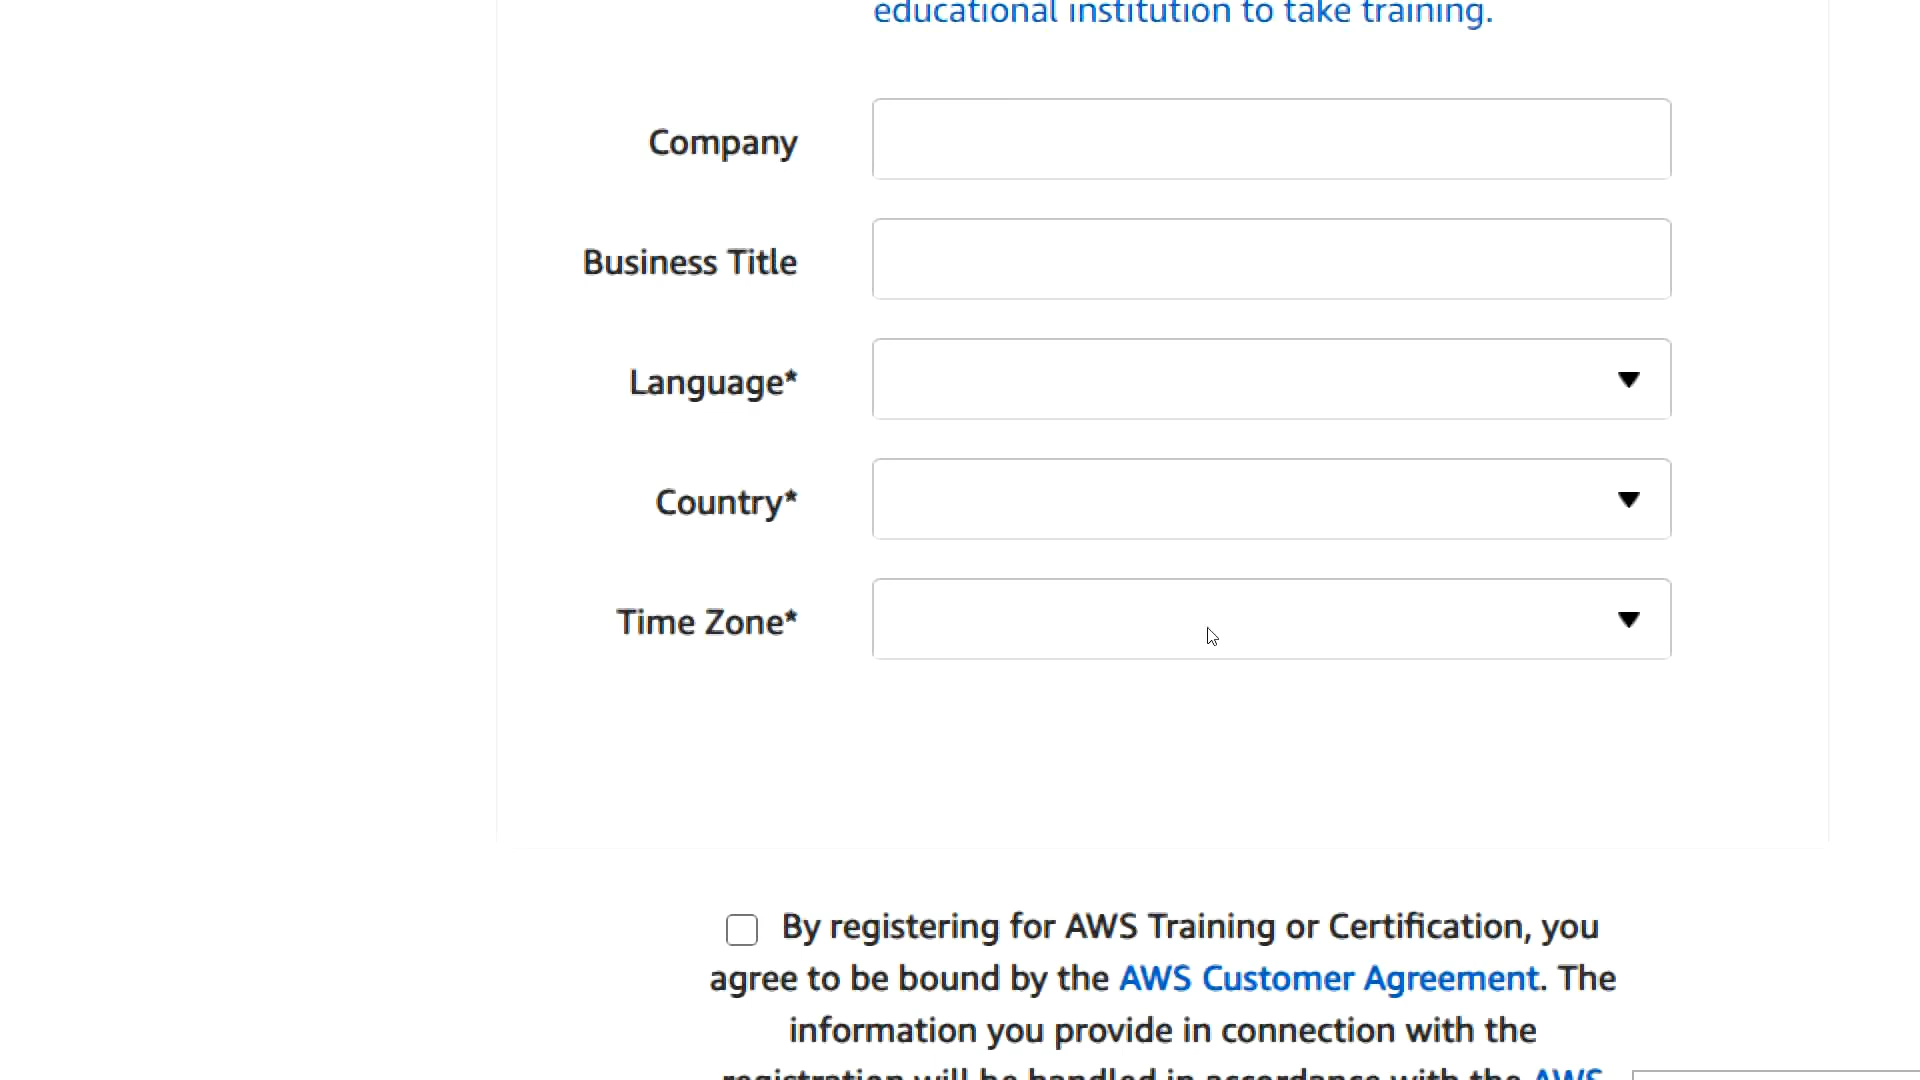 educational institution to take training.
Company
Business Title
Language*
Country*
Time Zone*
By registering for AWS Training or Certification, you
agree to be bound by the AWS Customer Agreement. The
information you provide in connection with the
registration will be handled in accordance with the AWS